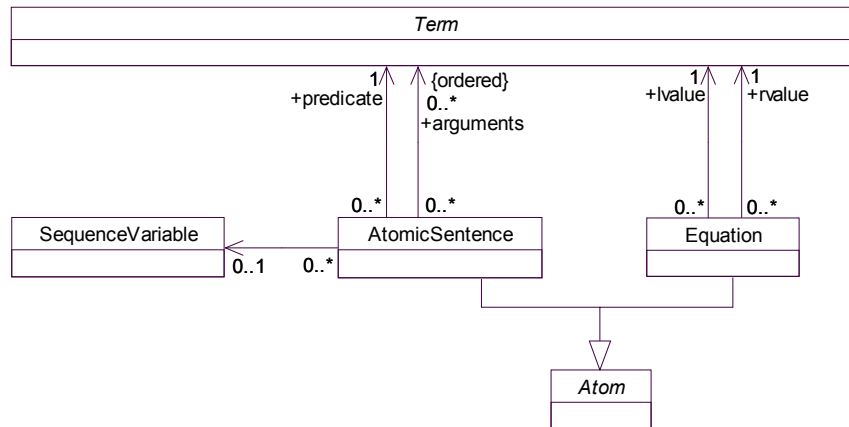 Term
1
+predicate
{ordered}
0..*
+arguments
1
+lvalue
1
+rvalue
0..*
0..*
0..*
0..*
SequenceVariable
AtomicSentence
Equation
0..1
0..*
Atom